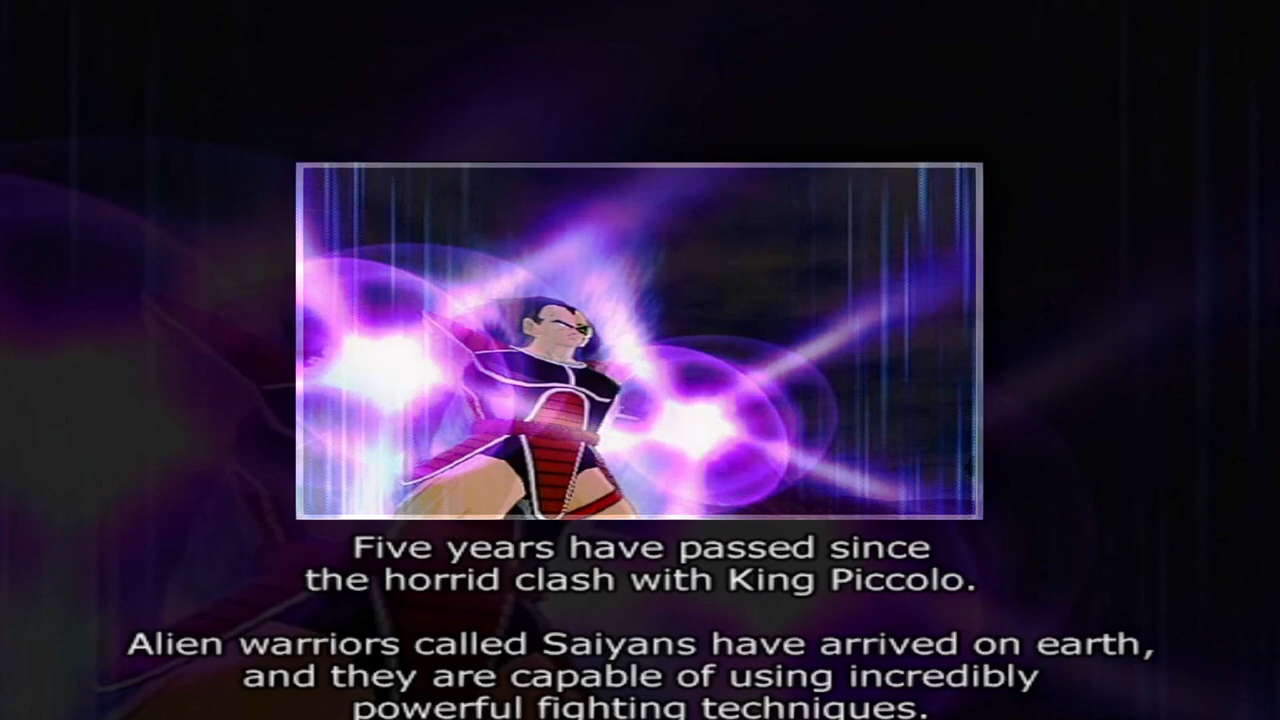 Five years have passed since
the horrid clash with King Piccolo.
Alien warriors called Saiyans have arrived on earth,
and they are capable of using incredibly
powerful fighting techniques.